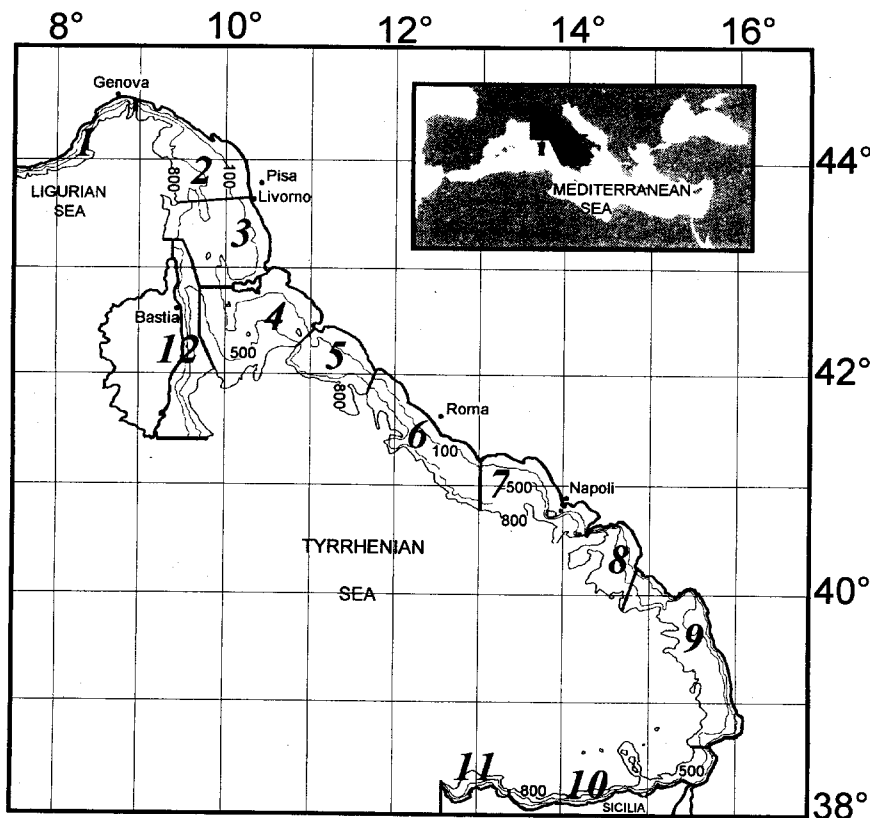 8° 10° 12° 14° 16°
Genova
1
44°
2
800
100
Pisa
Livorno
LIGURIAN
SEA
MEDITERRANEAN
SEA
3
Bastia
4
12
500
5
42°
800
Roma
6
100
7
500
Napoli
800
TYRRHENIAN
8
SEA
40°
9
11
500
800
10
SICILIA
38°